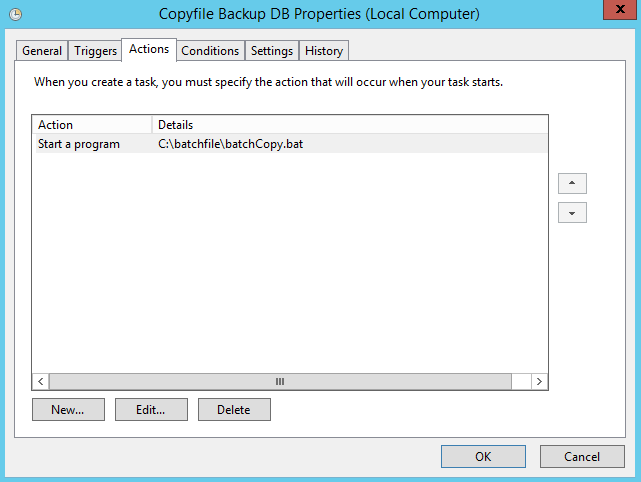 Copyfile Backup DB Properties (Local Computer)
x
General Triggers Actions Conditions Settings History
When you create a task, you must specify the action that will occur when your task starts.
Action Details
Start a program C:\batchfile\batchCopy.bat
New... Edit... Delete
OK Cancel